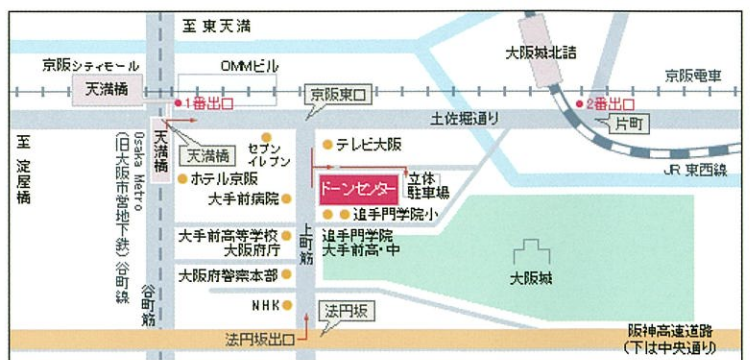 至 東天満
京阪シティモール
天満橋
OMMビル
大阪城北詰
京阪電車
1番出口
京阪東口
2番出口
土佐堀通り
片町
至 淀屋橋
天満橋
天満橋
セブン
イレブン
テレビ大阪
JR 東西線
Osaka Metro
(旧大阪市営地下鉄)谷町線
ホテル京阪
ドーンセンター
立体
駐車場
大手前病院
追手門学院小
大手前高等学校
大阪府庁
上町筋
追手門学院
大手前高・中
大阪府警察本部
大阪城
谷町筋
NHK
法円坂
法円坂出口
阪神高速道路
(下は中央通り)